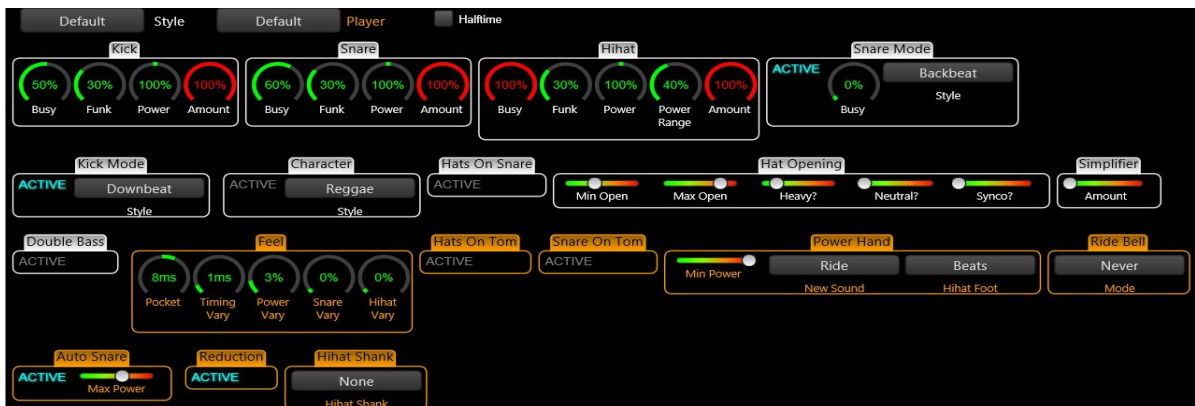 Default Style Default Player Halftime
Kick Snare Hihat Snare Mode
50% 30% 100% 100% 60% 30% 100% 100% 100% 30% 100% 40% 100% ACTIVE 0% Backbeat
Busy Funk Power Amount Busy Funk Power Amount Busy Funk Power Power Range Amount Busy Style
Kick Mode Character Hats On Snare Hat Opening Simplifier
ACTIVE Downbeat ACTIVE Reggae ACTIVE
Style Style Min Open Max Open Heavy? Neutral? Synco? Amount
Double Bass Feel Hats On Tom Snare On Tom Power Hand Ride Bell
ACTIVE 8ms 1ms 3% 0% 0% ACTIVE ACTIVE Min Power Ride Beats Never
Pocket Timing Vary Power Vary Snare Vary Hihat Vary New Sound Hihat Foot Mode
Auto Snare Reduction Hihat Shank
ACTIVE Max Power ACTIVE None
Hihat Shank